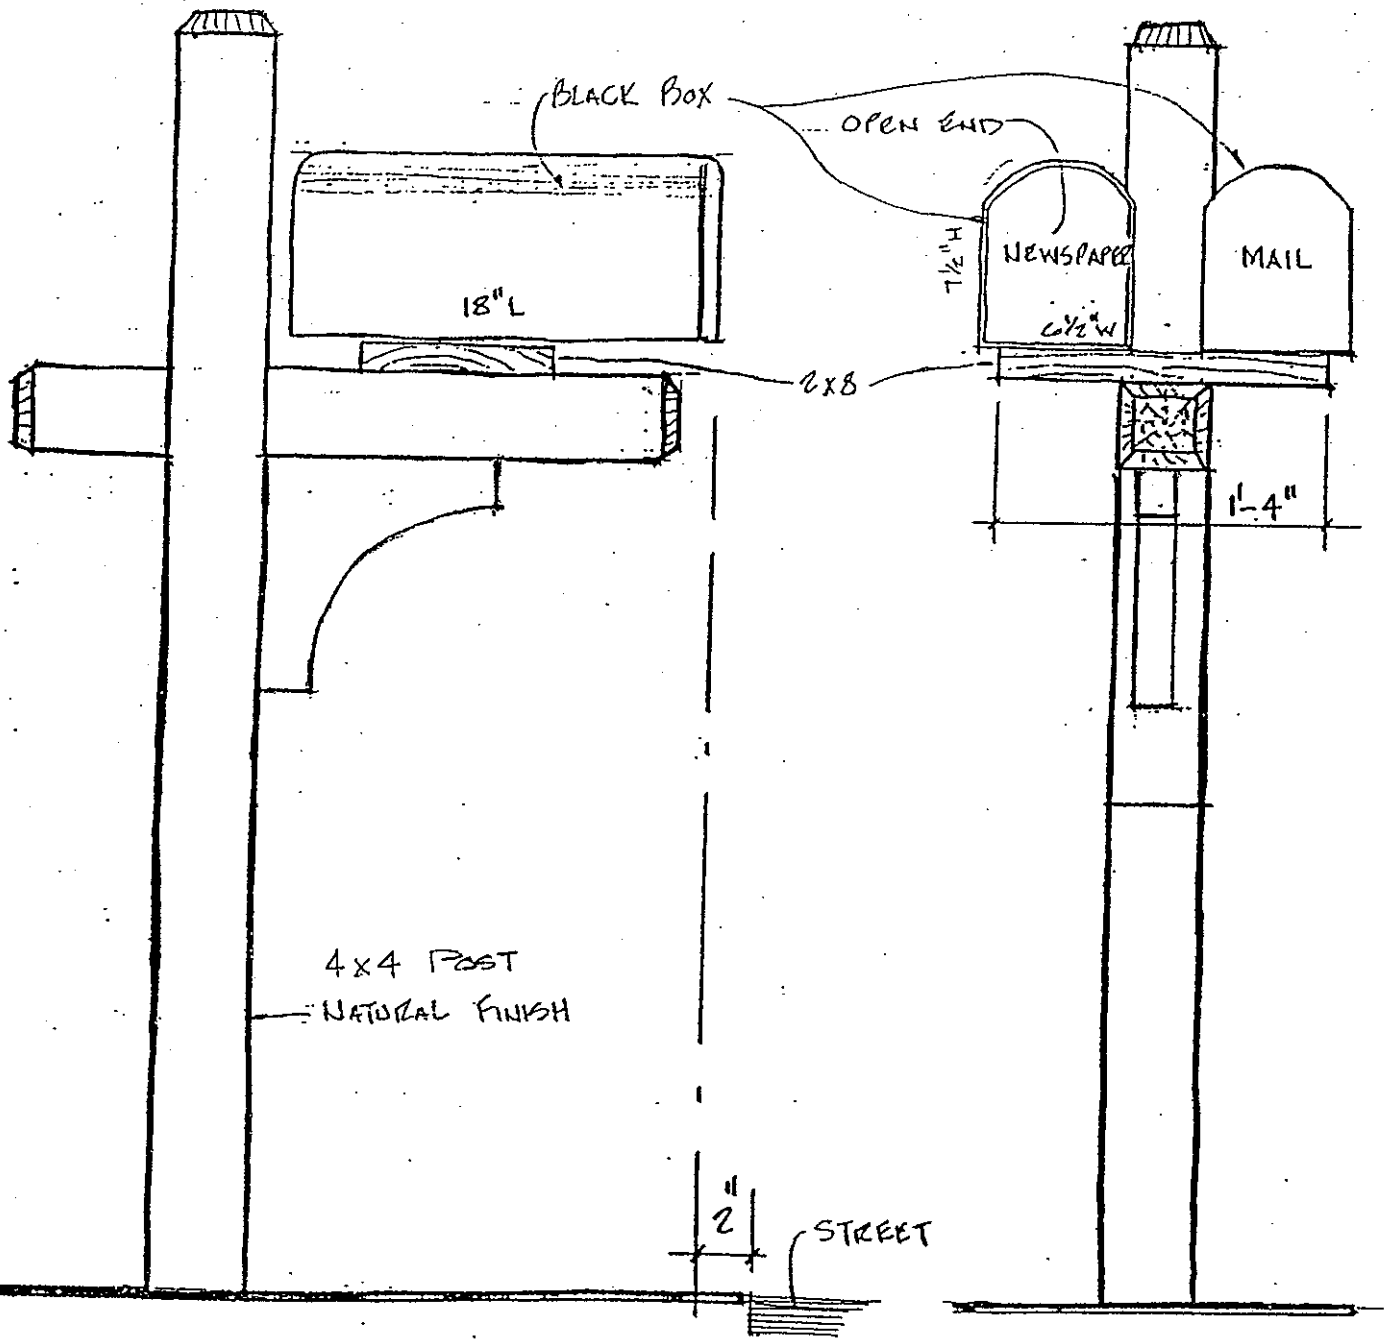 BLACK BOX
OPEN END
7½" H
NEWSPAPER
MAIL
18" L
6½" W
2x8
1'-4"
4x4 POST
NATURAL FINISH
2"
STREET